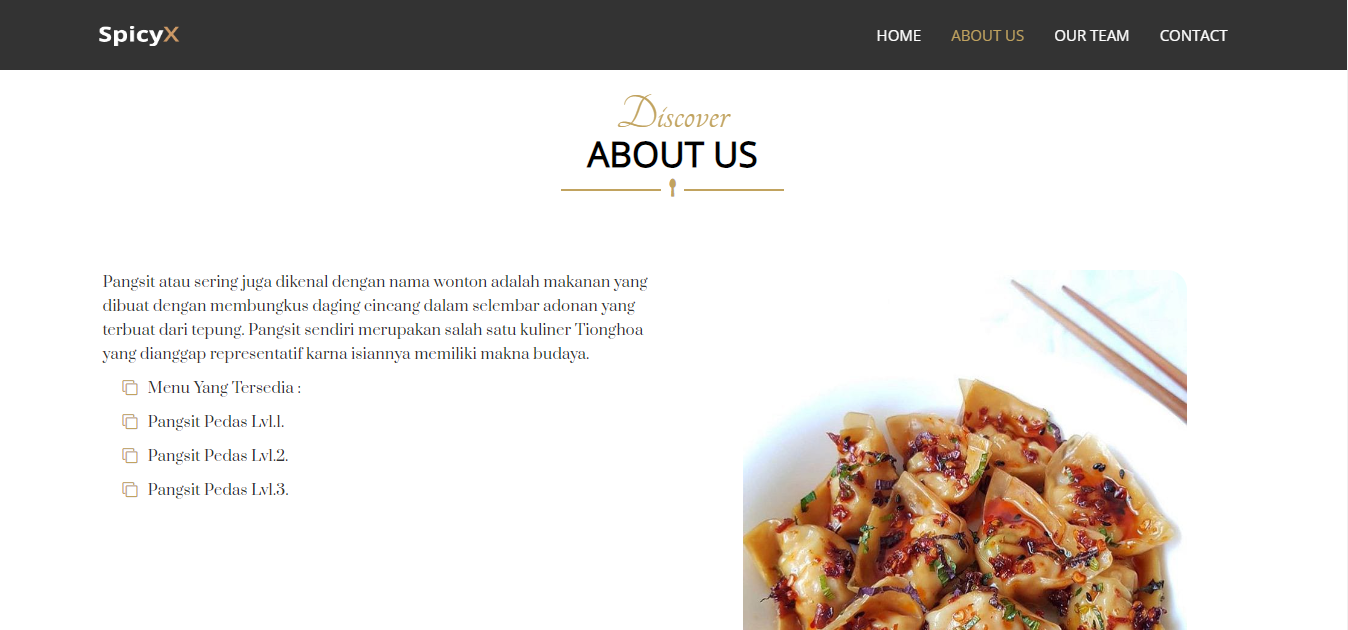 SpicyX
HOME ABOUT US OUR TEAM CONTACT
Discover
ABOUT US
Pangsit atau sering juga dikenal dengan nama wonton adalah makanan yang
dibuat dengan membungkus daging cincang dalam selembar adonan yang
terbuat dari tepung. Pangsit sendiri merupakan salah satu kuliner Tionghoa
yang dianggap representatif karna isiannya memiliki makna budaya.
Menu Yang Tersedia :
Pangsit Pedas Lvl.1.
Pangsit Pedas Lvl.2.
Pangsit Pedas Lvl.3.